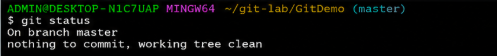 ADMIN@DESKTOP-N1C7UAP MINGW64 ~/git-lab/GitDemo (master)
$ git status
On branch master
nothing to commit, working tree clean